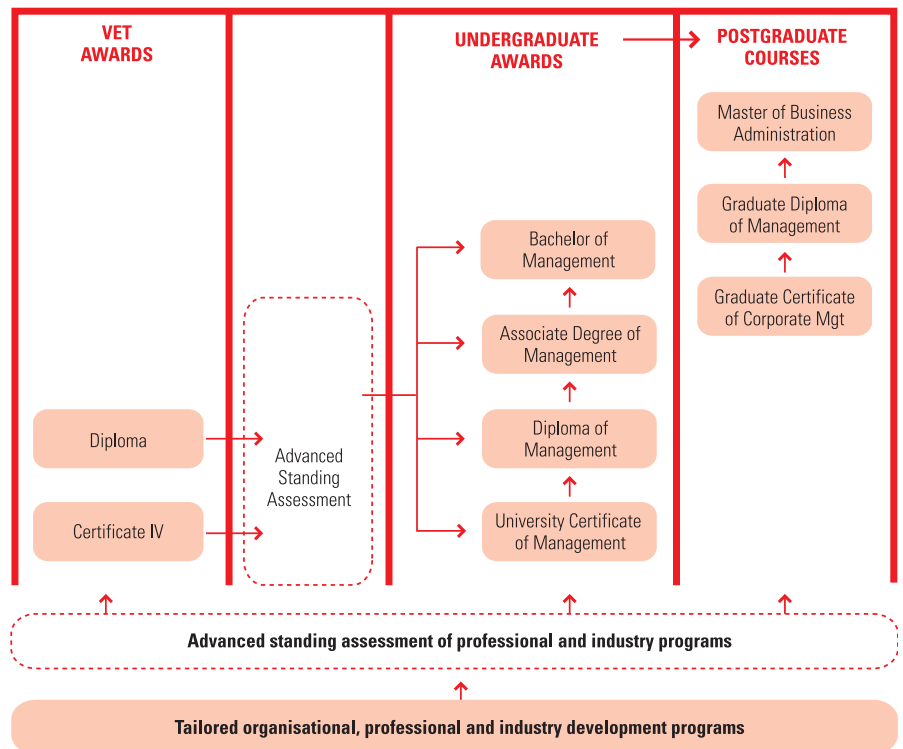 VET
AWARDS
UNDERGRADUATE
AWARDS
POSTGRADUATE
COURSES
Master of Business
Administration
Graduate Diploma
of Management
Graduate Certificate
of Corporate Mgt
Bachelor of
Management
Associate Degree of
Management
Diploma of
Management
University Certificate
of Management
Diploma
Certificate IV
Advanced
Standing
Assessment
Advanced standing assessment of professional and industry programs
Tailored organisational, professional and industry development programs